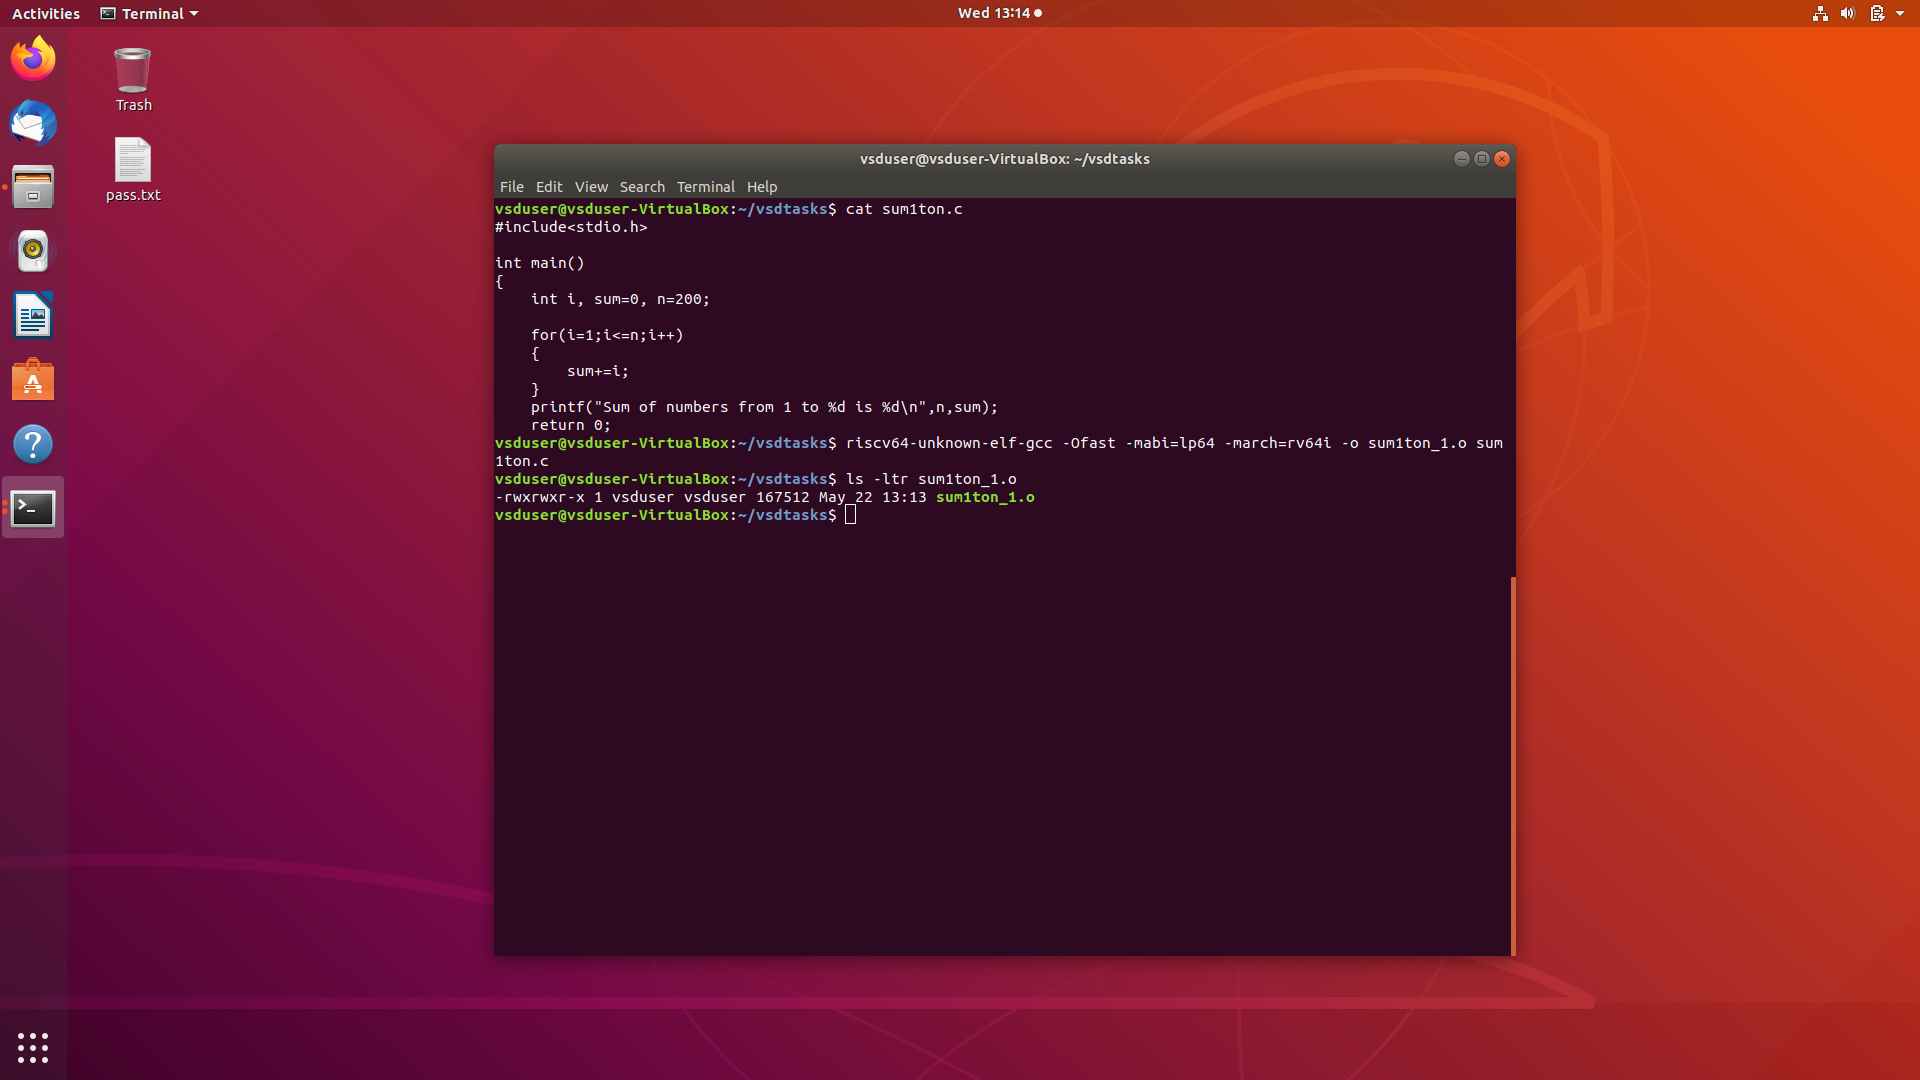 Activities
Terminal
Wed 13:14
Trash
pass.txt
vsduser@vsduser-VirtualBox: ~/vsdtasks
File Edit View Search Terminal Help
vsduser@vsduser-VirtualBox:~/vsdtasks$ cat sum1ton.c
#include<stdio.h>
int main()
{
    int i, sum=0, n=200;
    for(i=1;i<=n;i++)
    {
        sum+=i;
    }
    printf("Sum of numbers from 1 to %d is %d\n",n,sum);
    return 0;
vsduser@vsduser-VirtualBox:~/vsdtasks$ riscv64-unknown-elf-gcc -Ofast -mabi=lp64 -march=rv64i -o sum1ton_1.o sum
1ton.c
vsduser@vsduser-VirtualBox:~/vsdtasks$ ls -ltr sum1ton_1.o
-rwxrwxr-x 1 vsduser vsduser 167512 May 22 13:13 sum1ton_1.o
vsduser@vsduser-VirtualBox:~/vsdtasks$